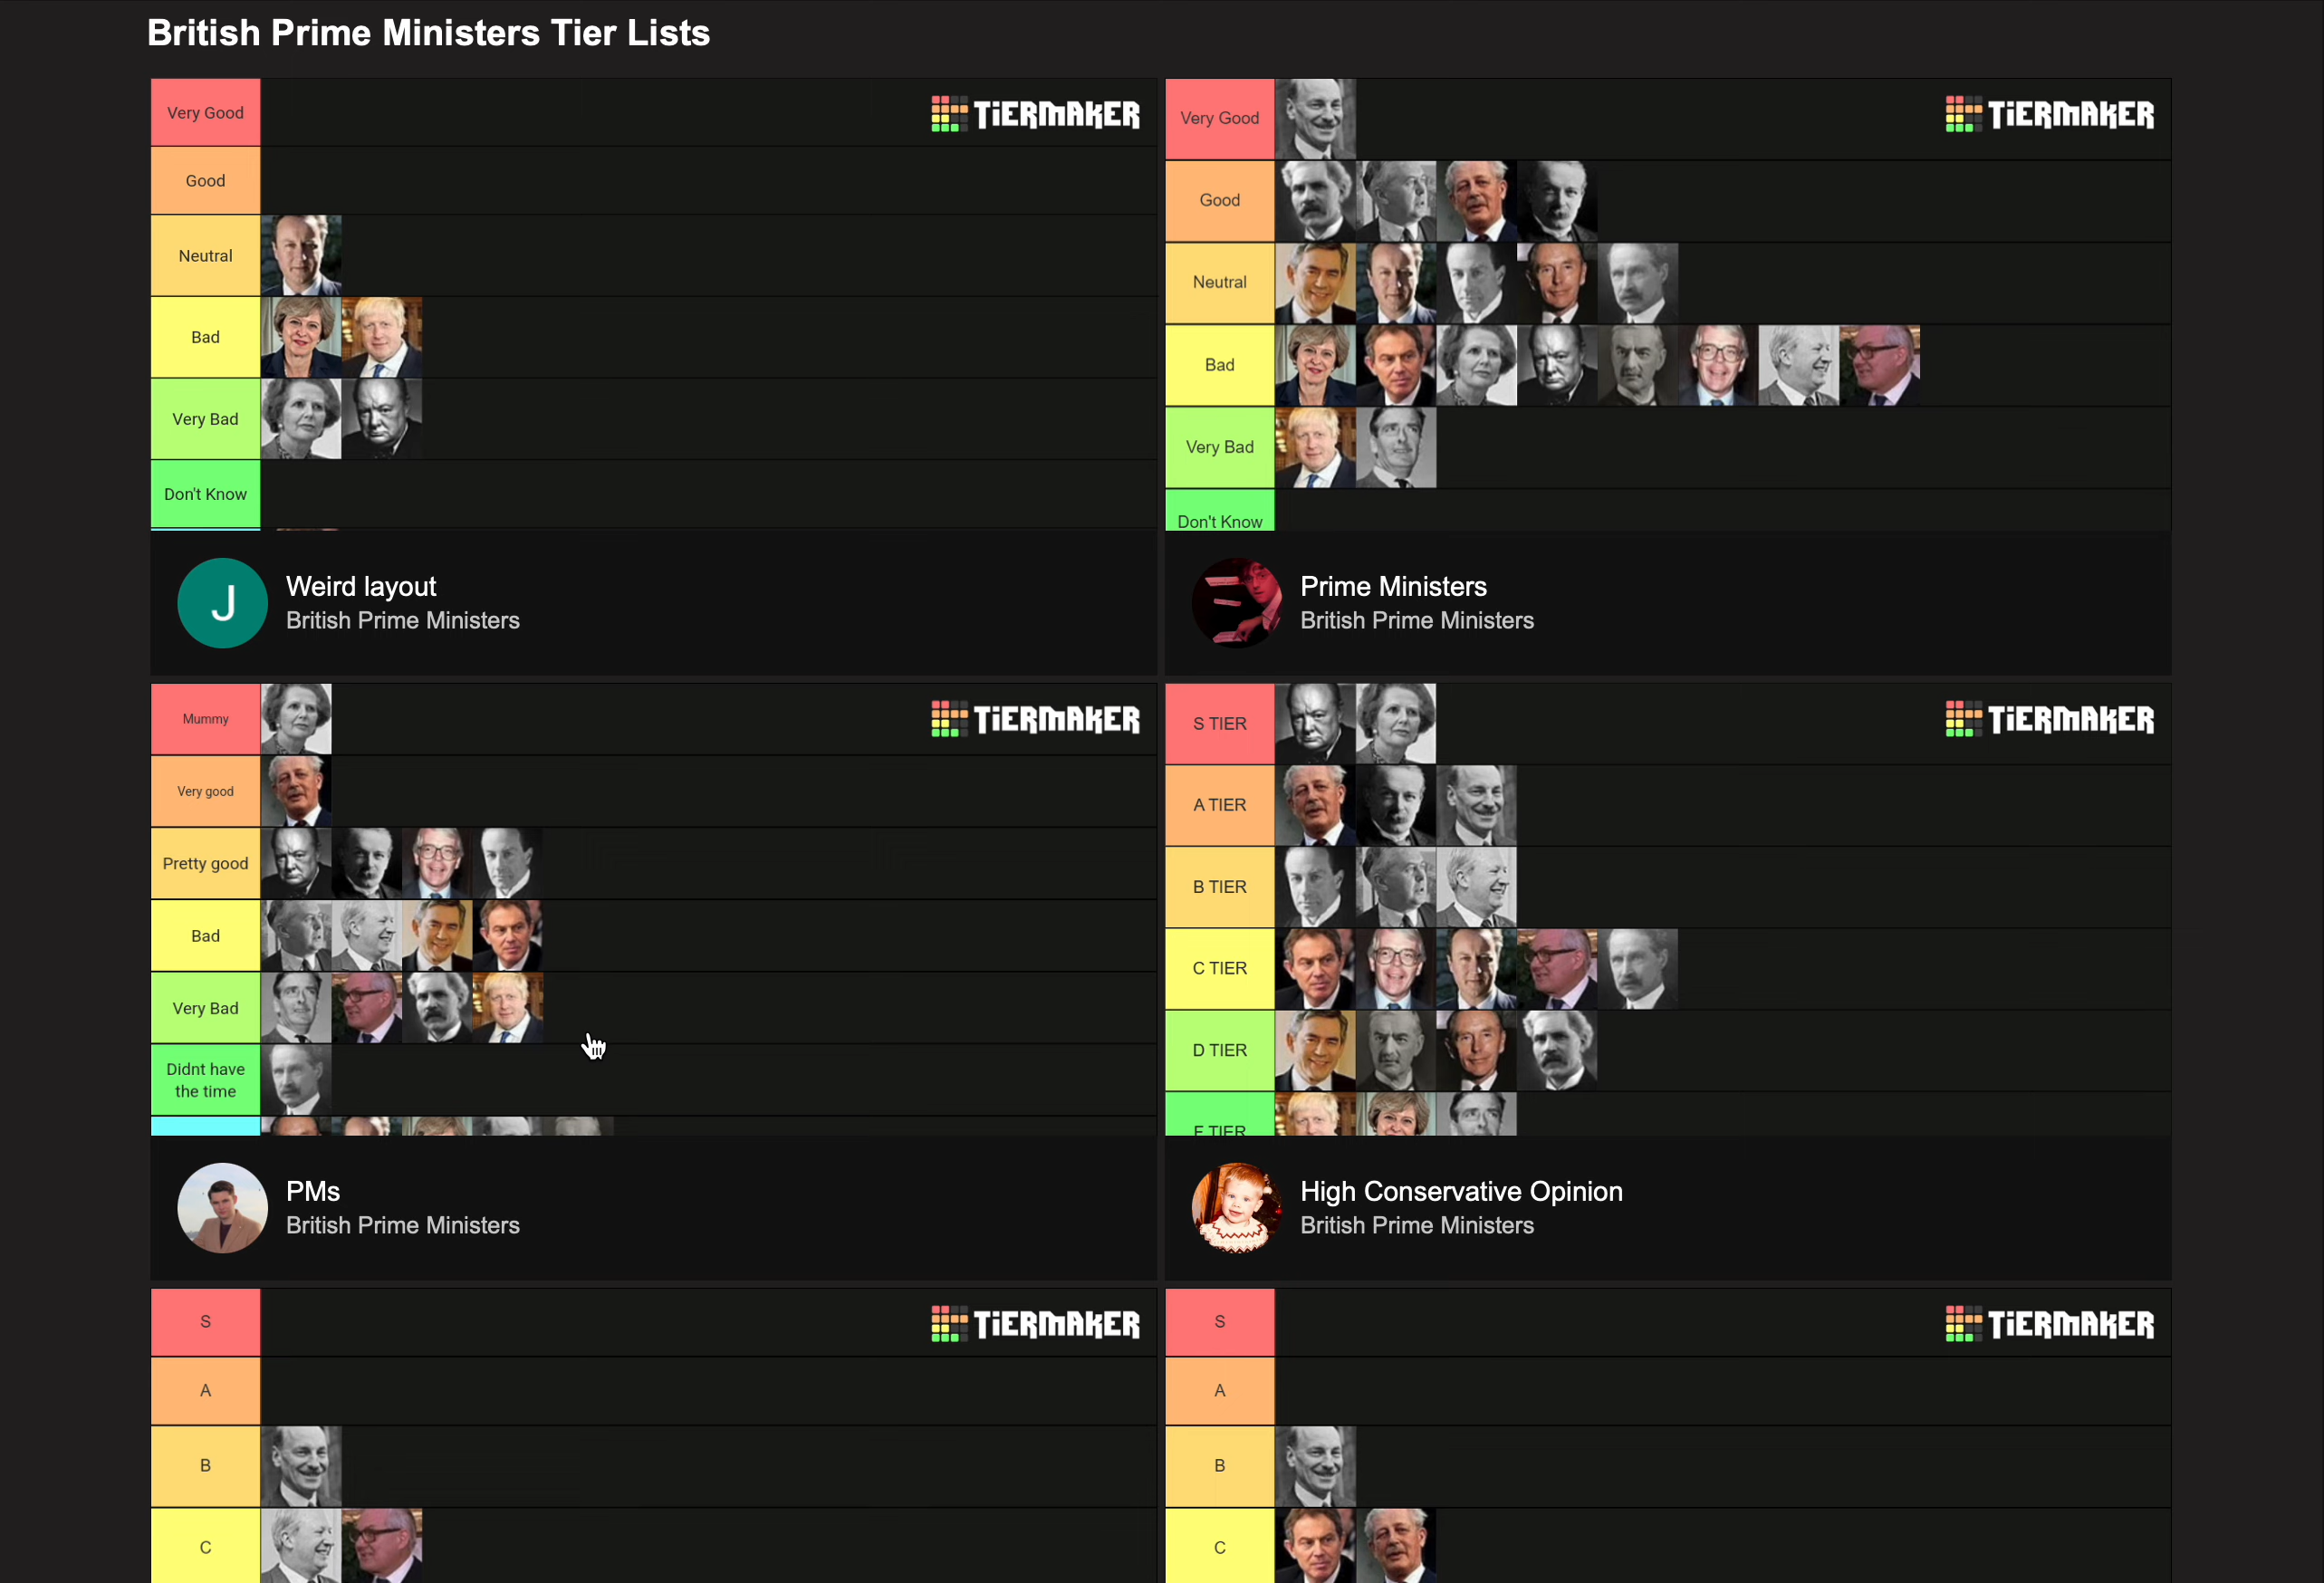 British Prime Ministers Tier Lists
Very Good
TiERMAKER
Good
Neutral
Bad
Very Bad
Don't Know
Weird layout
British Prime Ministers
Very Good
TiERMAKER
Good
Neutral
Bad
Very Bad
Don't Know
Prime Ministers
British Prime Ministers
Mummy
TiERMAKER
Very good
Pretty good
Bad
Very Bad
Didnt have
the time
PMs
British Prime Ministers
S TIER
TiERMAKER
A TIER
B TIER
C TIER
D TIER
F TIER
High Conservative Opinion
British Prime Ministers
S
TiERMAKER
A
B
C
S
TiERMAKER
A
B
C
J